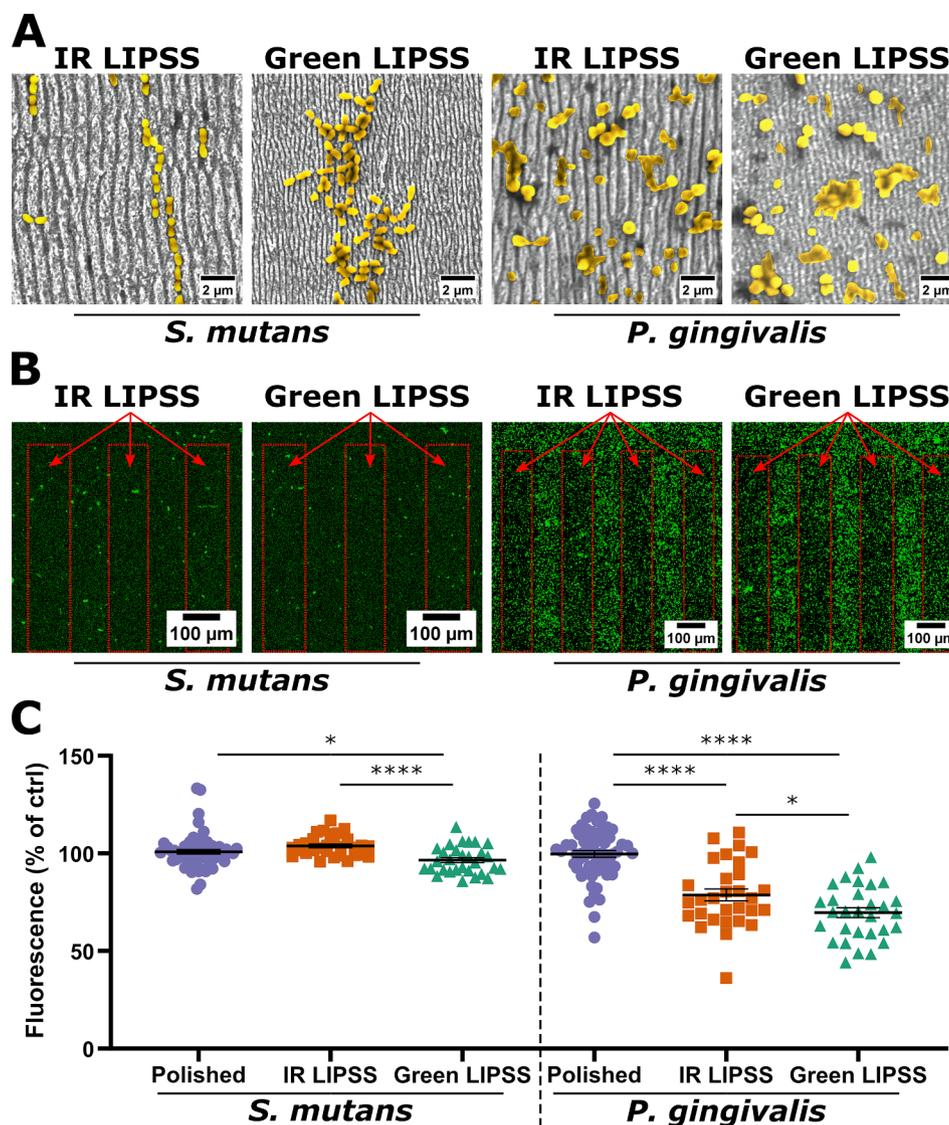 A
IR LIPSS Green LIPSS IR LIPSS Green LIPSS
2 µm 2 µm 2 µm 2 µm
S. mutans P. gingivalis
B
IR LIPSS Green LIPSS IR LIPSS Green LIPSS
100 µm 100 µm 100 µm 100 µm
S. mutans P. gingivalis
C
Fluorescence (% of ctrl)
150
100
50
0
* ****
**** ****
*
Polished IR LIPSS Green LIPSS Polished IR LIPSS Green LIPSS
S. mutans P. gingivalis